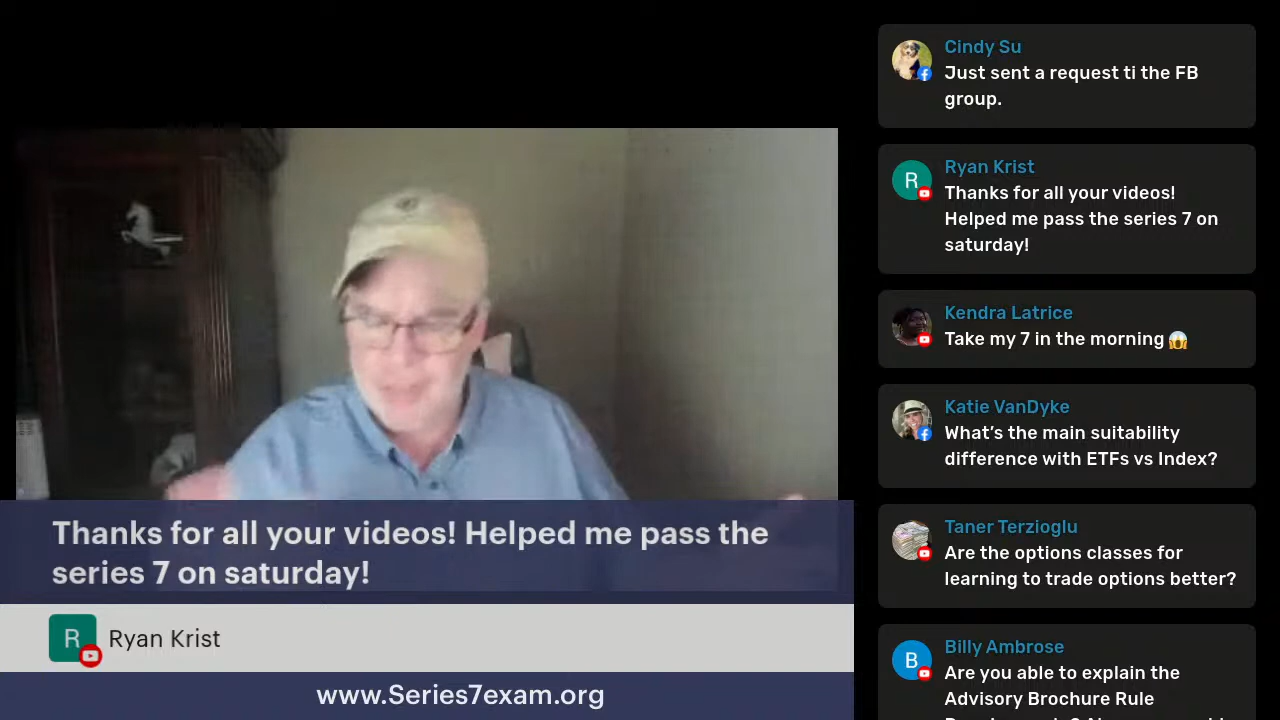 Cindy Su
Just sent a request ti the FB
group.
R
Ryan Krist
Thanks for all your videos!
Helped me pass the series 7 on
saturday!
Kendra Latrice
Take my 7 in the morning 😱
Katie VanDyke
What's the main suitability
difference with ETFs vs Index?
Taner Terzioglu
Are the options classes for
learning to trade options better?
B
Billy Ambrose
Are you able to explain the
Advisory Brochure Rule
Thanks for all your videos! Helped me pass the
series 7 on saturday!
R
Ryan Krist
www.Series7exam.org